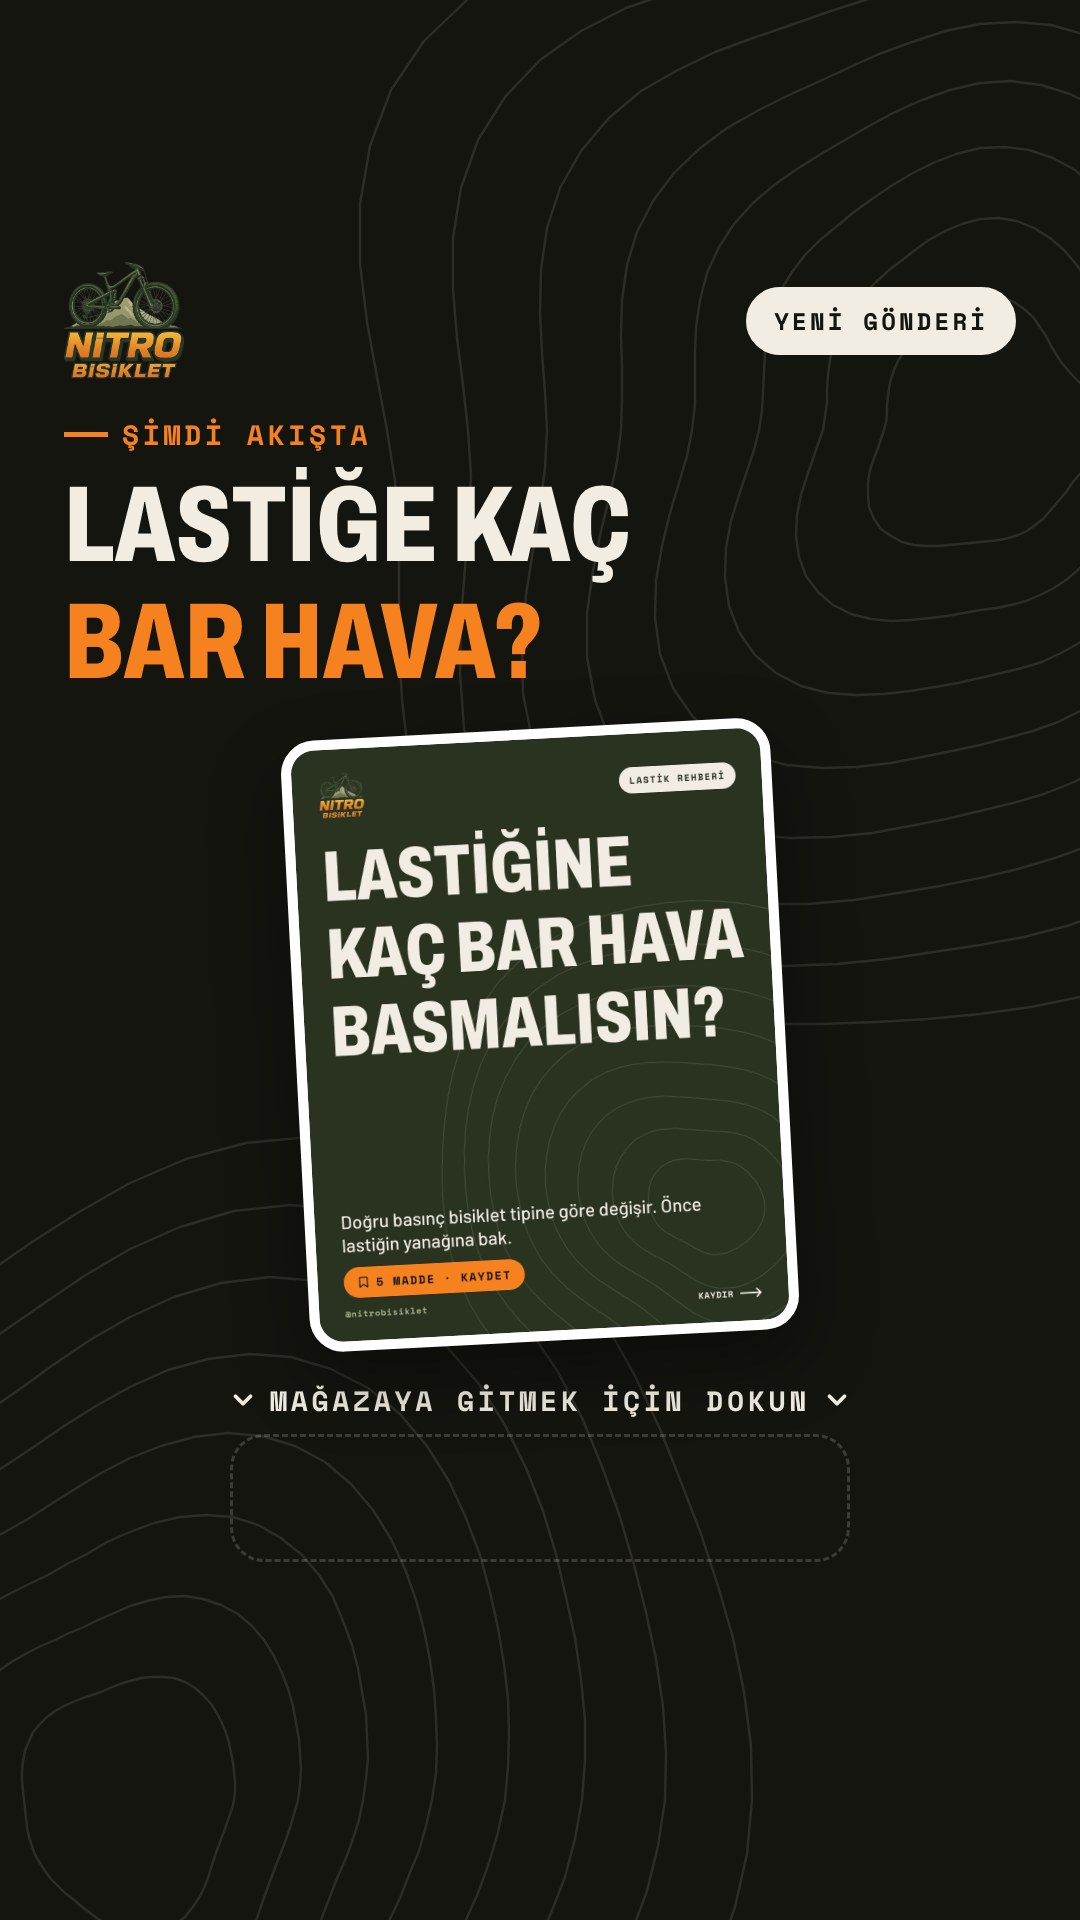 NiTRO
BiSiKLET
YENİ GÖNDERİ
ŞİMDİ AKIŞTA
LASTİĞE KAÇ
BAR HAVA?
NiTRO
BiSiKLET
LASTİK REHBERİ
LASTİĞİNE
KAÇ BAR HAVA
BASMALISIN?
Doğru basınç bisiklet tipine göre değişir. Önce
lastiğin yanağına bak.
5 MADDE · KAYDET
@nitrobisiklet
KAYDIR
MAĞAZAYA GİTMEK İÇİN DOKUN